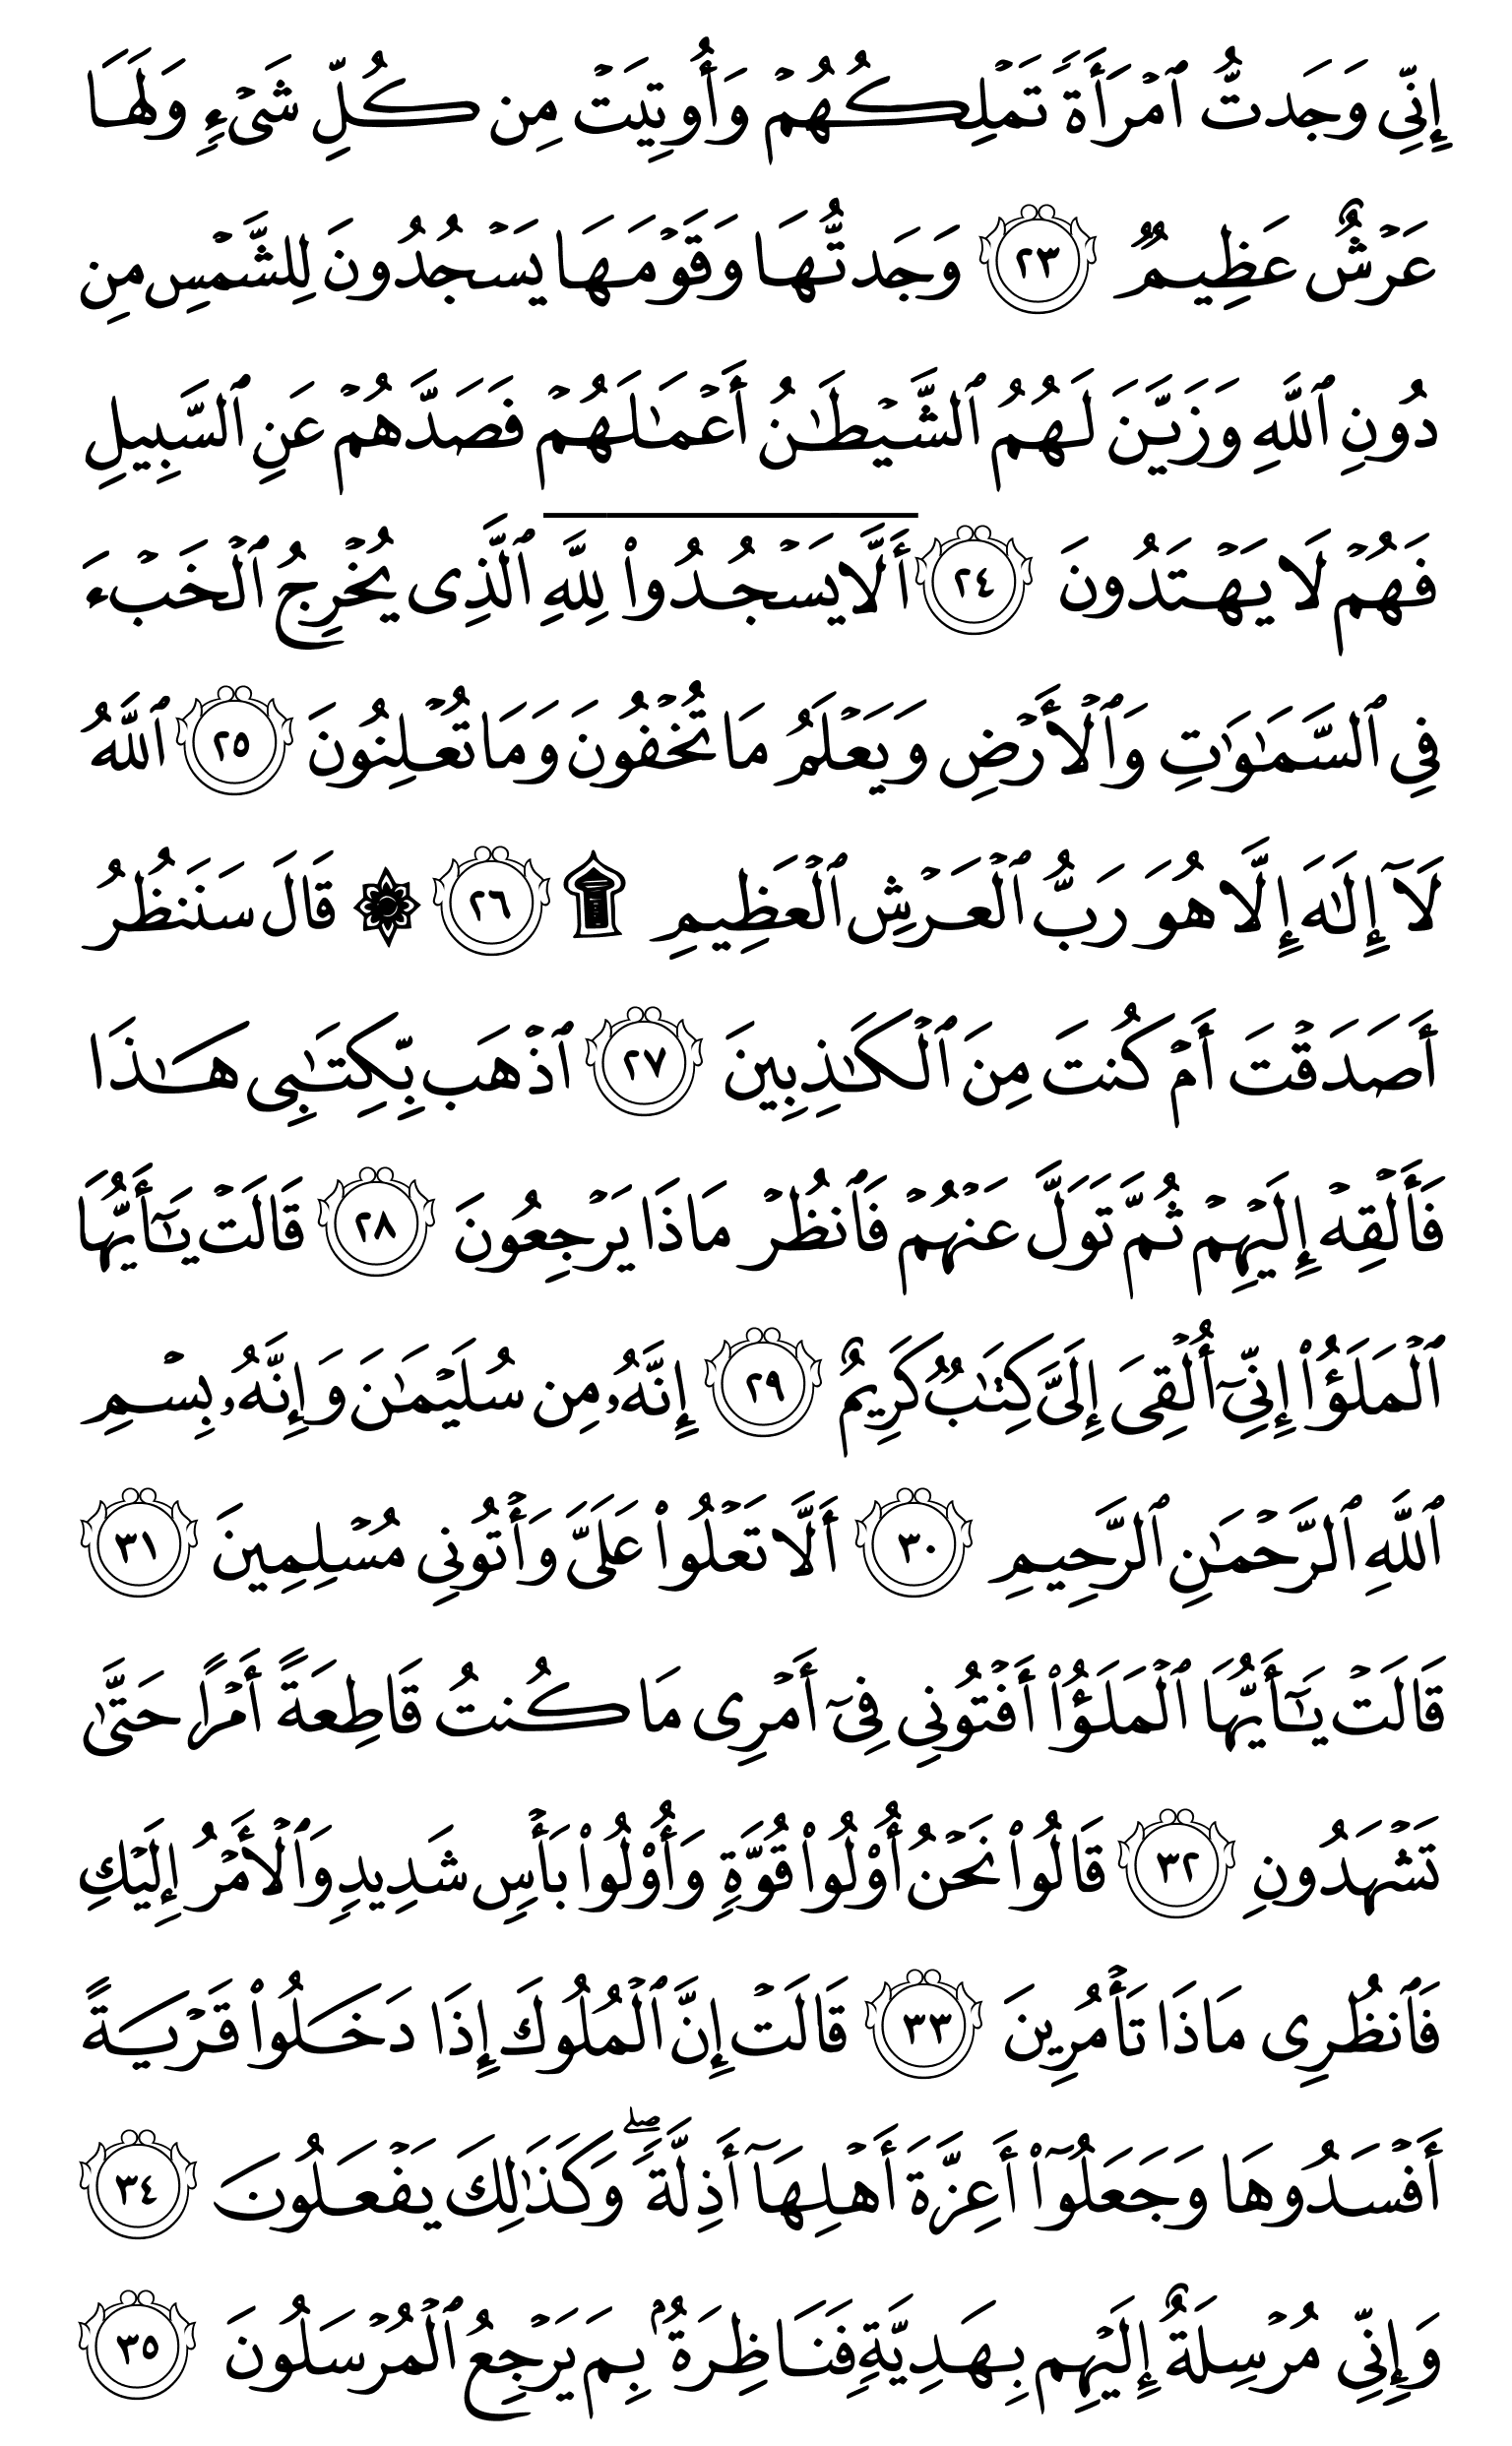 إِنِّي وَجَدتُّ ٱمۡرَأَةٗ تَمۡلِكُهُمۡ وَأُوتِيَتۡ مِن كُلِّ شَيۡءٖ وَلَهَا
عَرۡشٌ عَظِيمٞ ٢٣ وَجَدتُّهَا وَقَوۡمَهَا يَسۡجُدُونَ لِلشَّمۡسِ مِن
دُونِ ٱللَّهِ وَزَيَّنَ لَهُمُ ٱلشَّيۡطَٰنُ أَعۡمَٰلَهُمۡ فَصَدَّهُمۡ عَنِ ٱلسَّبِيلِ
فَهُمۡ لَا يَهۡتَدُونَ ٢٤ أَلَّا يَسۡجُدُواْ لِلَّهِ ٱلَّذِي يُخۡرِجُ ٱلۡخَبۡءَ
فِي ٱلسَّمَٰوَٰتِ وَٱلۡأَرۡضِ وَيَعۡلَمُ مَا تُخۡفُونَ وَمَا تُعۡلِنُونَ ٢٥ ٱللَّهُ
لَآ إِلَٰهَ إِلَّا هُوَ رَبُّ ٱلۡعَرۡشِ ٱلۡعَظِيمِ ۩ ٢٦ ۞ قَالَ سَنَنظُرُ
أَصَدَقۡتَ أَمۡ كُنتَ مِنَ ٱلۡكَٰذِبِينَ ٢٧ ٱذۡهَب بِّكِتَٰبِي هَٰذَا
فَأَلۡقِهۡ إِلَيۡهِمۡ ثُمَّ تَوَلَّ عَنۡهُمۡ فَٱنظُرۡ مَاذَا يَرۡجِعُونَ ٢٨ قَالَتۡ يَٰٓأَيُّهَا
ٱلۡمَلَؤُاْ إِنِّيٓ أُلۡقِيَ إِلَيَّ كِتَٰبٞ كَرِيمٌ ٢٩ إِنَّهُۥ مِن سُلَيۡمَٰنَ وَإِنَّهُۥ بِسۡمِ
ٱللَّهِ ٱلرَّحۡمَٰنِ ٱلرَّحِيمِ ٣٠ أَلَّا تَعۡلُواْ عَلَيَّ وَأۡتُونِي مُسۡلِمِينَ ٣١
قَالَتۡ يَٰٓأَيُّهَا ٱلۡمَلَؤُاْ أَفۡتُونِي فِيٓ أَمۡرِي مَا كُنتُ قَاطِعَةً أَمۡرًا حَتَّىٰ
تَشۡهَدُونِ ٣٢ قَالُواْ نَحۡنُ أُوْلُواْ قُوَّةٖ وَأُوْلُواْ بَأۡسٖ شَدِيدٖ وَٱلۡأَمۡرُ إِلَيۡكِ
فَٱنظُرِي مَاذَا تَأۡمُرِينَ ٣٣ قَالَتۡ إِنَّ ٱلۡمُلُوكَ إِذَا دَخَلُواْ قَرۡيَةً
أَفۡسَدُوهَا وَجَعَلُوٓاْ أَعِزَّةَ أَهۡلِهَآ أَذِلَّةٗۖ وَكَذَٰلِكَ يَفۡعَلُونَ ٣٤
وَإِنِّي مُرۡسِلَةٌ إِلَيۡهِم بِهَدِيَّةٖ فَنَاظِرَةُۢ بِمَ يَرۡجِعُ ٱلۡمُرۡسَلُونَ ٣٥